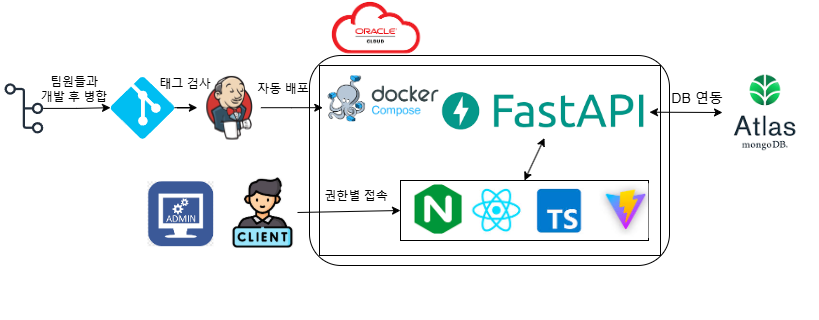 ORACLE
CLOUD
팀원들과
개발 후 병합
태그 검사
자동 배포
docker
Compose
FastAPI
DB 연동
Atlas
mongoDB.
ADMIN
CLIENT
권한별 접속
N
TS